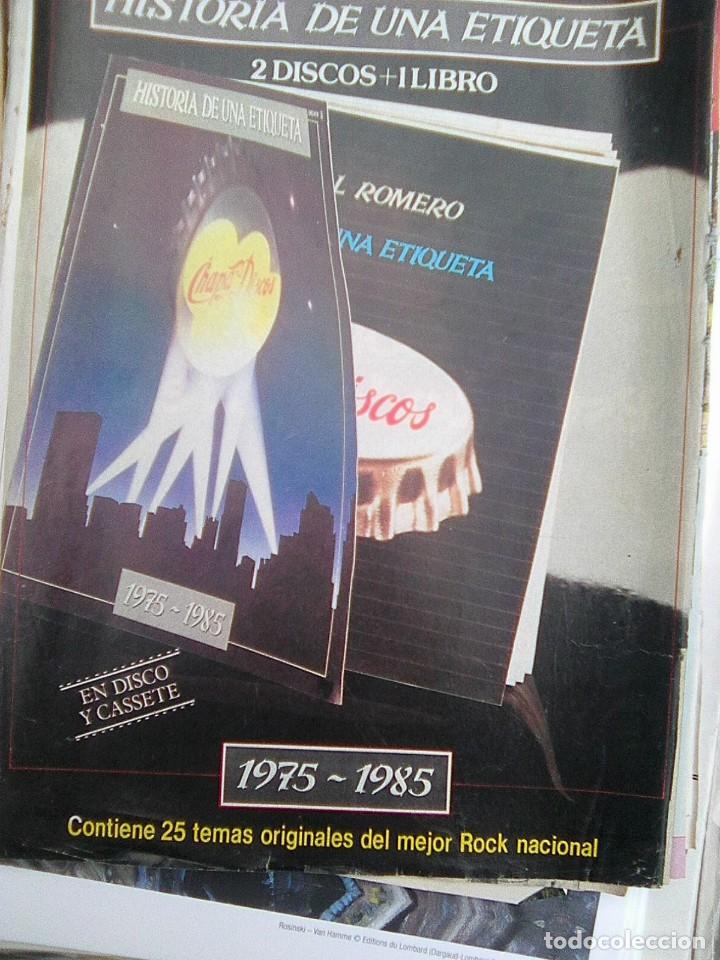 HISTORIA DE UNA ETIQUETA
2 DISCOS+1 LIBRO
HISTORIA DE UNA ETIQUETA
L ROMERO
UNA ETIQUETA
Chapa Discos
iscos
1975~1985
EN DISCO
Y CASSETE
1975~1985
Contiene 25 temas originales del mejor Rock nacional
Rosinski – Van Hamme © Editions du Lombard (Dargaud-Lombard
todocoleccion